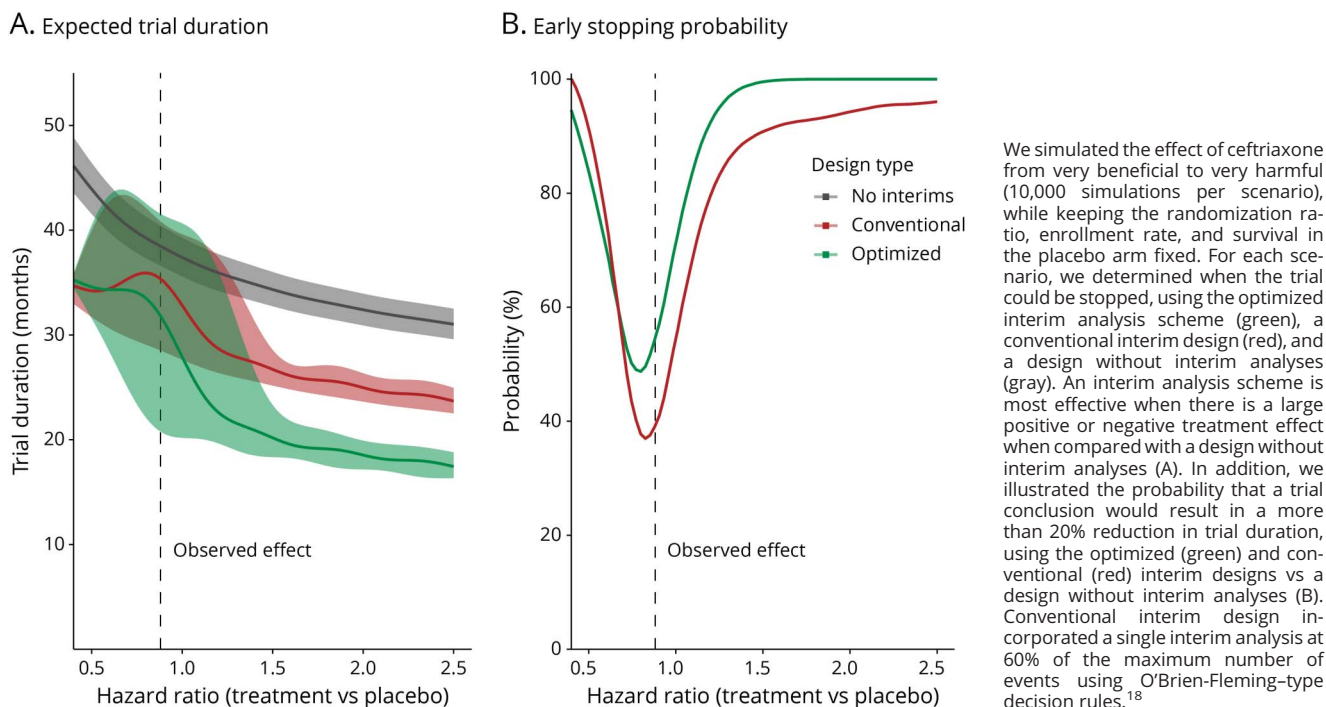 A. Expected trial duration
50
40
30
20
10
Trial duration (months)
Observed effect
0.5 1.0 1.5 2.0 2.5
Hazard ratio (treatment vs placebo)
B. Early stopping probability
100
80
60
40
20
0
Probability (%)
Design type
No interims
Conventional
Optimized
Observed effect
0.5 1.0 1.5 2.0 2.5
Hazard ratio (treatment vs placebo)
We simulated the effect of ceftriaxone
from very beneficial to very harmful
(10,000 simulations per scenario),
while keeping the randomization ra-
tio, enrollment rate, and survival in
the placebo arm fixed. For each sce-
nario, we determined when the trial
could be stopped, using the optimized
interim analysis scheme (green), a
conventional interim design (red), and
a design without interim analyses
(gray). An interim analysis scheme is
most effective when there is a large
positive or negative treatment effect
when compared with a design without
interim analyses (A). In addition, we
illustrated the probability that a trial
conclusion would result in a more
than 20% reduction in trial duration,
using the optimized (green) and con-
ventional (red) interim designs vs a
design without interim analyses (B).
Conventional interim design in-
corporated a single interim analysis at
60% of the maximum number of
events using O'Brien-Fleming–type
decision rules.18